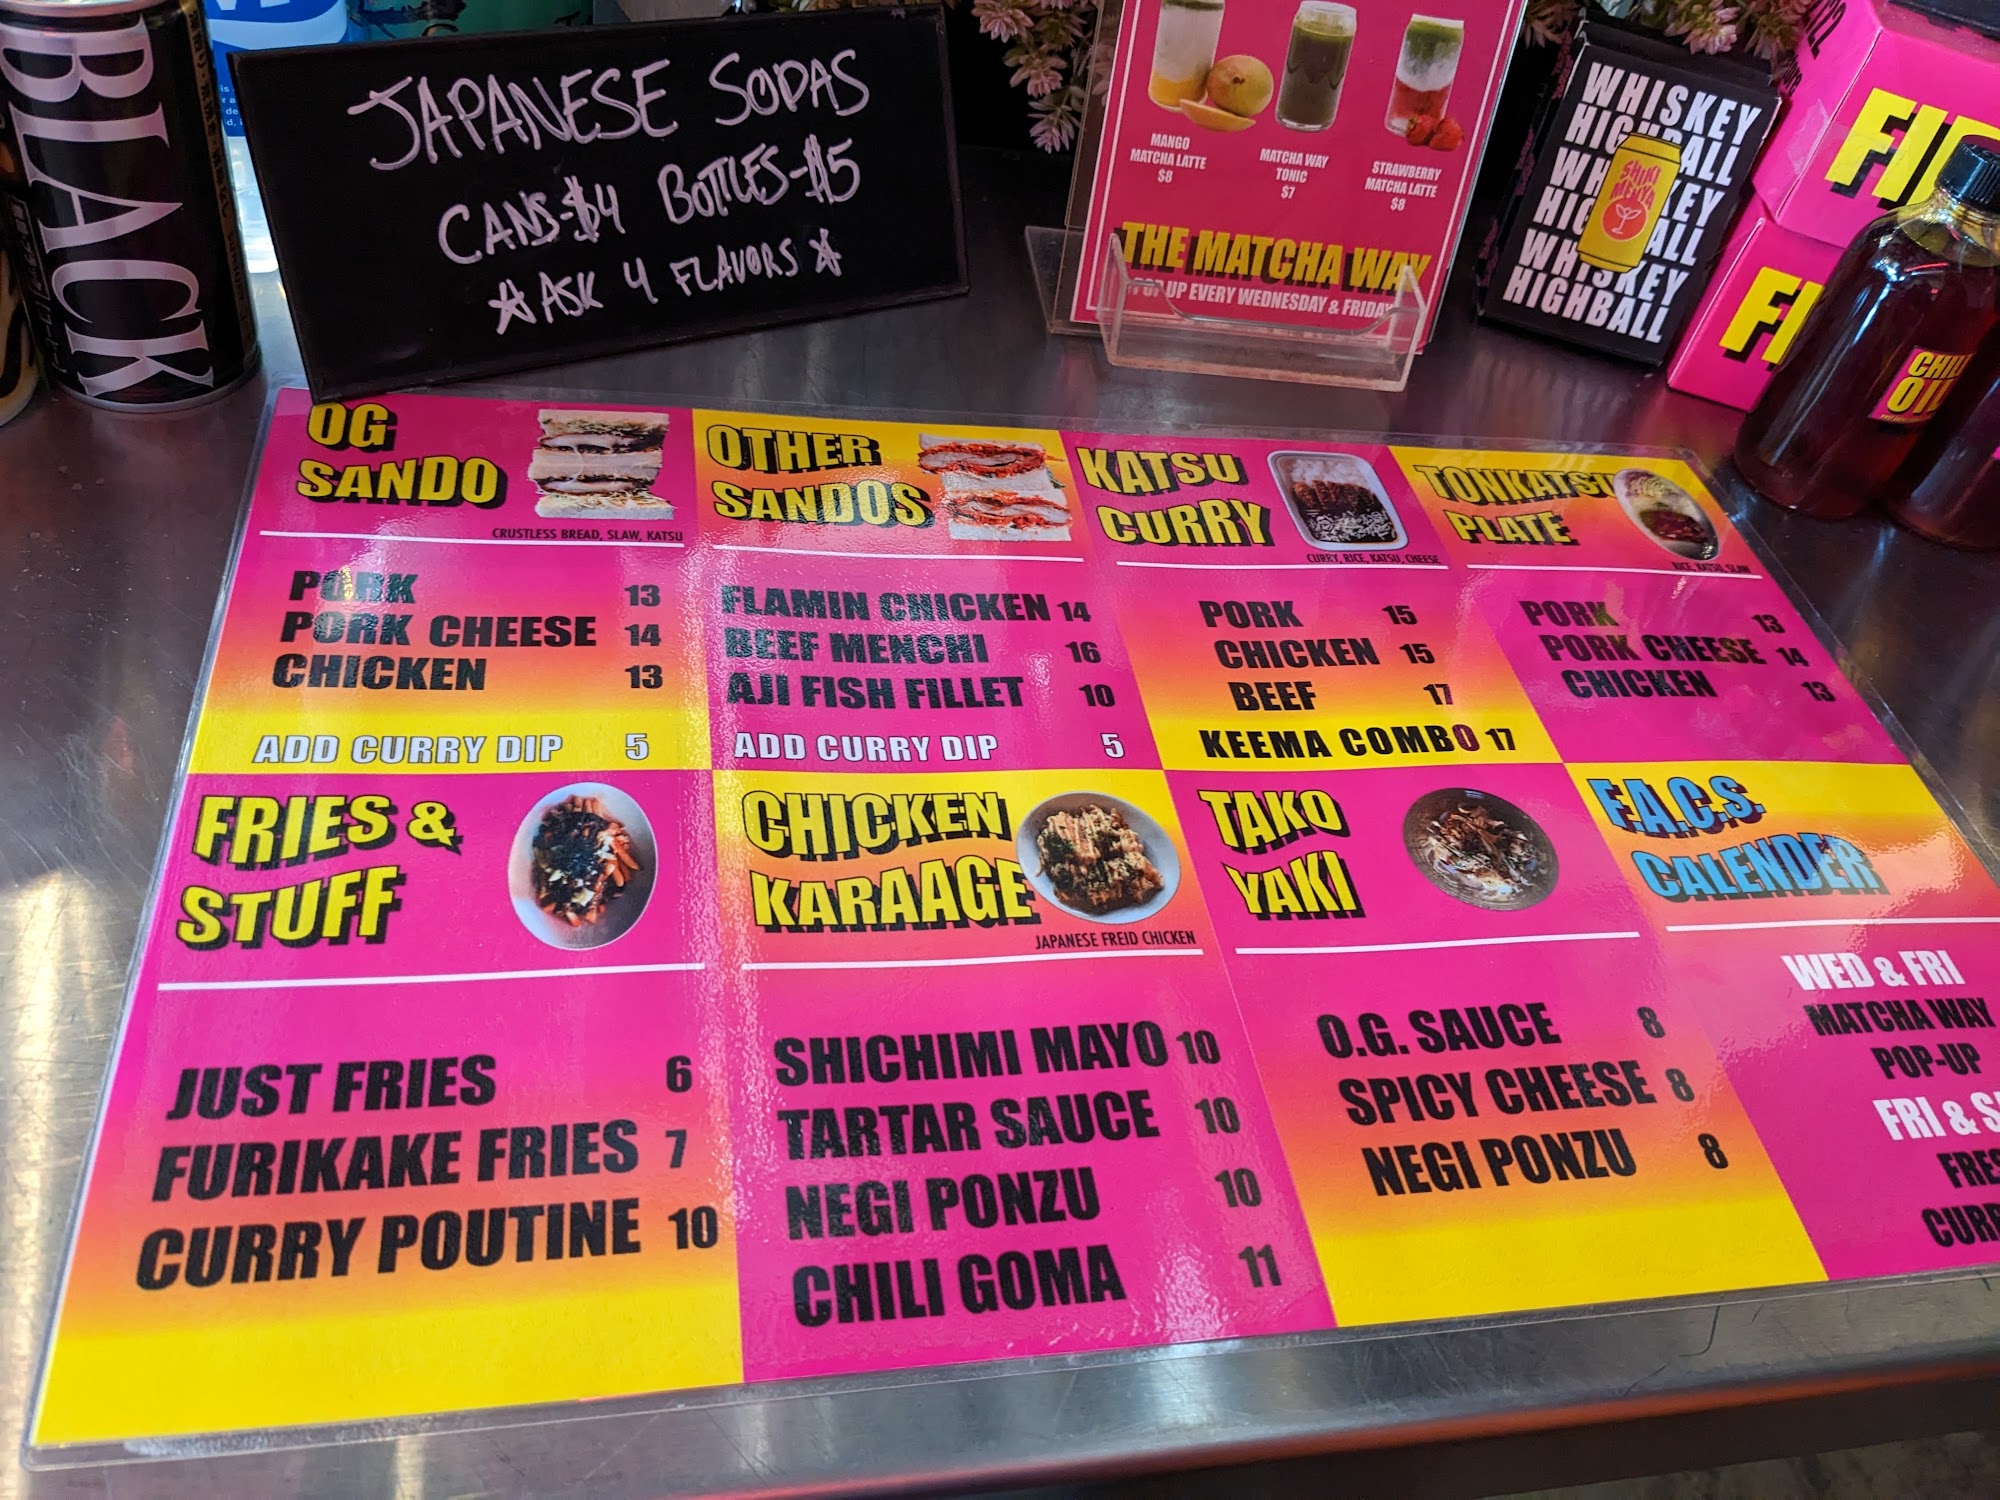 BLACK
JAPANESE SODAS
CANS-$4 BOTTLES-$5
☆ASK 4 FLAVORS☆
MANGO
MATCHA LATTE
$8
MATCHA WAY
TONIC
$7
STRAWBERRY
MATCHA LATTE
$8
THE MATCHA WAY
POP UP EVERY WEDNESDAY & FRIDAY
WHISKEY
HIGHBALL
WHISKEY
HIGHBALL
WHISKEY
HIGHBALL
CHILI
OIL
OG
SANDO
CRUSTLESS BREAD, SLAW, KATSU
PORK 13
PORK CHEESE 14
CHICKEN 13
ADD CURRY DIP 5
OTHER
SANDOS
FLAMIN CHICKEN 14
BEEF MENCHI 16
AJI FISH FILLET 10
ADD CURRY DIP 5
KATSU
CURRY
CURRY, RICE, KATSU, CHEESE
PORK 15
CHICKEN 15
BEEF 17
KEEMA COMBO 17
TONKATSU
PLATE
RICE, KATSU, SLAW
PORK 13
PORK CHEESE 14
CHICKEN 13
FRIES &
STUFF
JUST FRIES 6
FURIKAKE FRIES 7
CURRY POUTINE 10
CHICKEN
KARAAGE
JAPANESE FREID CHICKEN
SHICHIMI MAYO 10
TARTAR SAUCE 10
NEGI PONZU 10
CHILI GOMA 11
TAKO
YAKI
O.G. SAUCE 8
SPICY CHEESE 8
NEGI PONZU 8
F.A.C.S.
CALENDER
WED & FRI
MATCHA WAY
POP-UP
FRI &